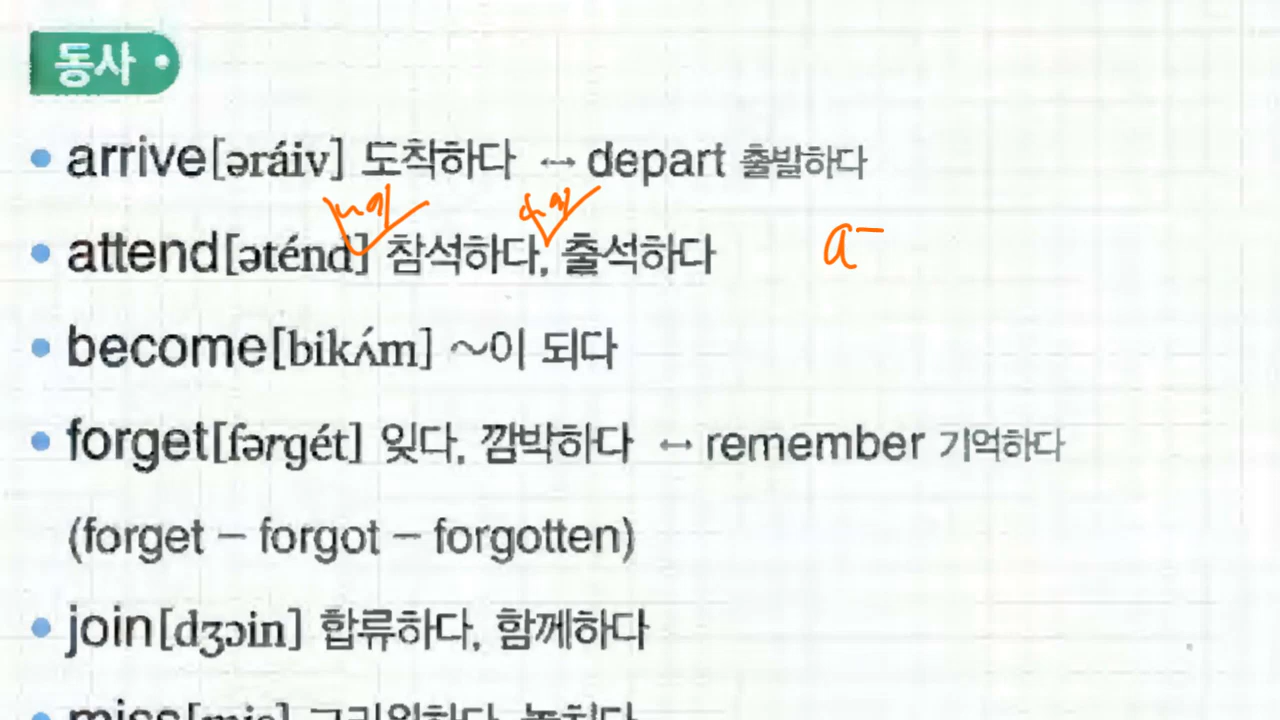 동사
arrive[əráiv] 도착하다 ↔ depart 출발하다
에 에
attend[əténd] 참석하다, 출석하다 a-
become[bikʌ́m] ~이 되다
forget[fərgét] 잊다, 깜박하다 ↔ remember 기억하다
(forget – forgot – forgotten)
join[dʒɔin] 합류하다, 함께하다